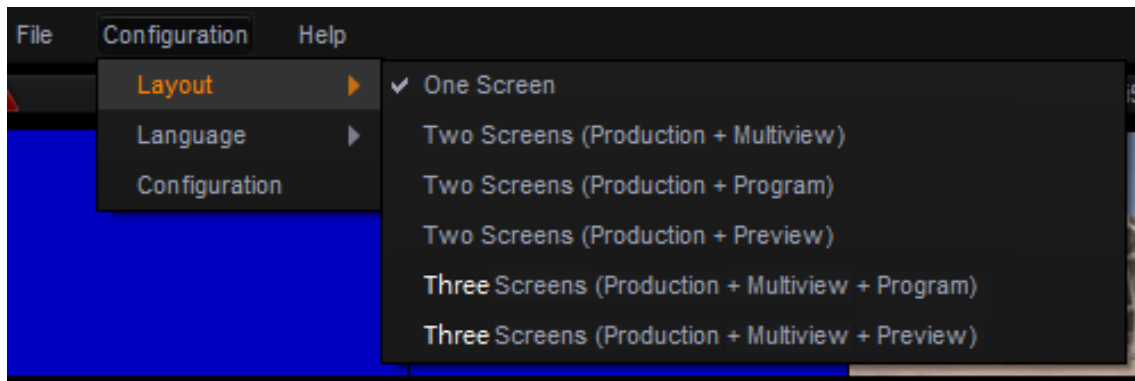 File Configuration Help
Layout
Language
Configuration
One Screen
Two Screens (Production + Multiview)
Two Screens (Production + Program)
Two Screens (Production + Preview)
Three Screens (Production + Multiview + Program)
Three Screens (Production + Multiview + Preview)